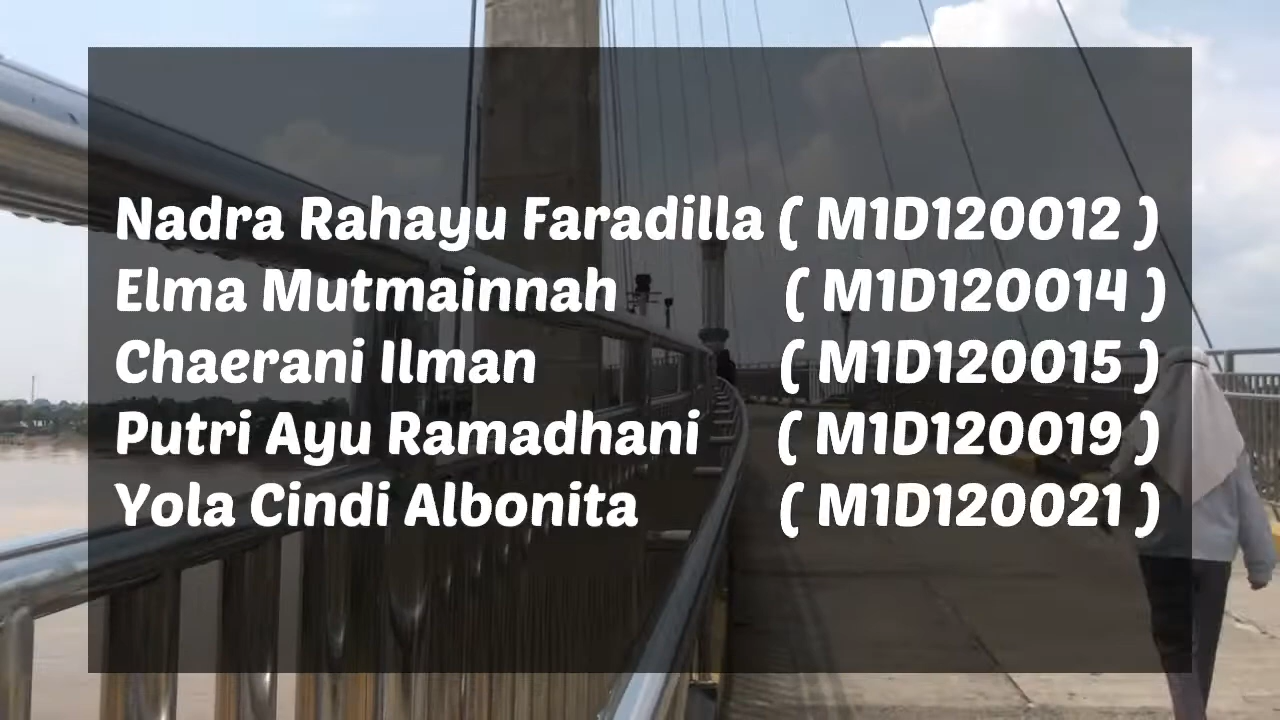 Nadra Rahayu Faradilla ( M1D120012 )
Elma Mutmainnah ( M1D120014 )
Chaerani Ilman ( M1D120015 )
Putri Ayu Ramadhani ( M1D120019 )
Yola Cindi Albonita ( M1D120021 )